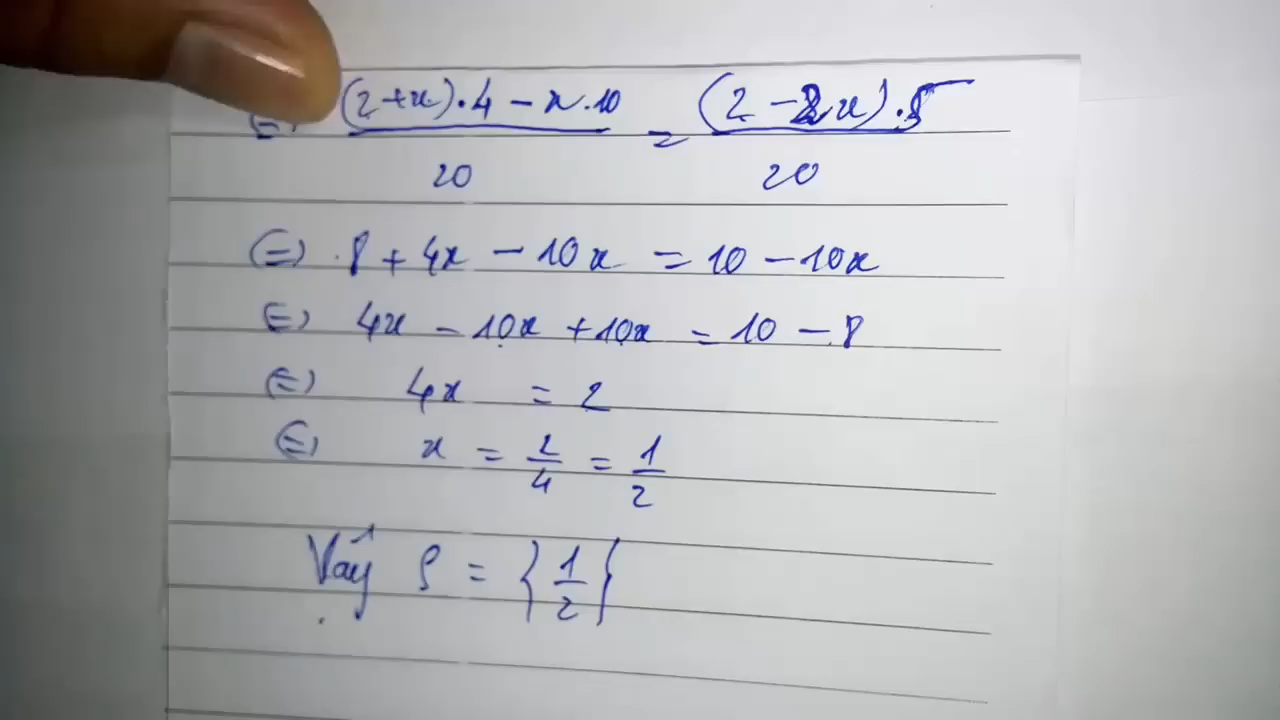 ⇔ (2+x).4 - x.10 / 20 = (2 - 2x).5 / 20
⇔ 8 + 4x - 10x = 10 - 10x
⇔ 4x - 10x + 10x = 10 - 8
⇔ 4x = 2
⇔ x = 2/4 = 1/2
Vậy S = {1/2}